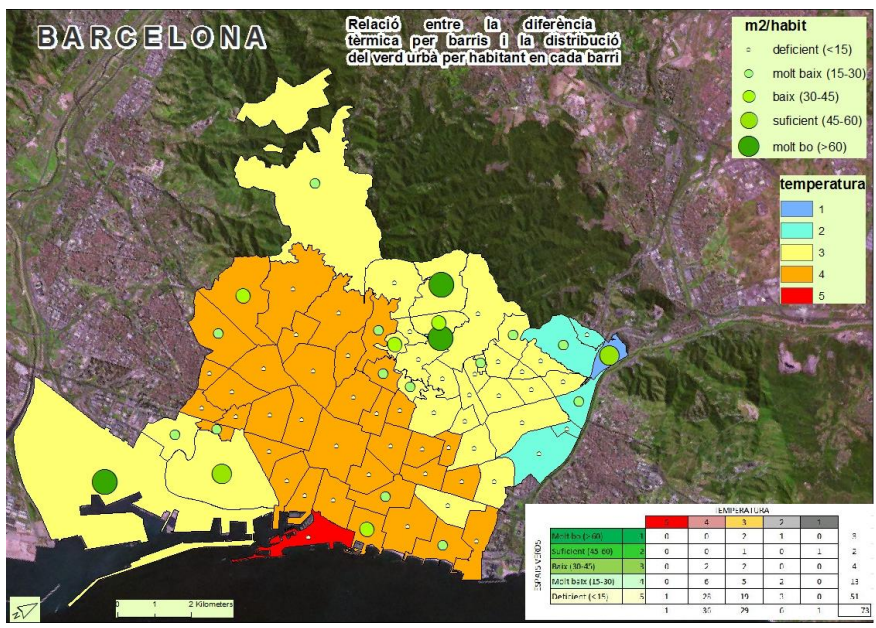 BARCELONA
Relació entre la diferència
tèrmica per barris i la distribució
del verd urbà per habitant en cada barri
m2/habit
deficient (<15)
molt baix (15-30)
baix (30-45)
suficient (45-60)
molt bo (>60)
temperatura
1
2
3
4
5
0 1 2 Kilometers
TEMPERATURA
5 4 3 2 1
ESPAIS VERDS
Molt bo (>60) 1 0 0 2 1 0 3
Suficient (45-60) 2 0 0 1 0 1 2
Baix (30-45) 3 0 2 2 0 0 4
Molt baix (15-30) 4 0 6 5 2 0 13
Deficient (<15) 5 1 28 19 3 0 51
1 36 29 6 1 73